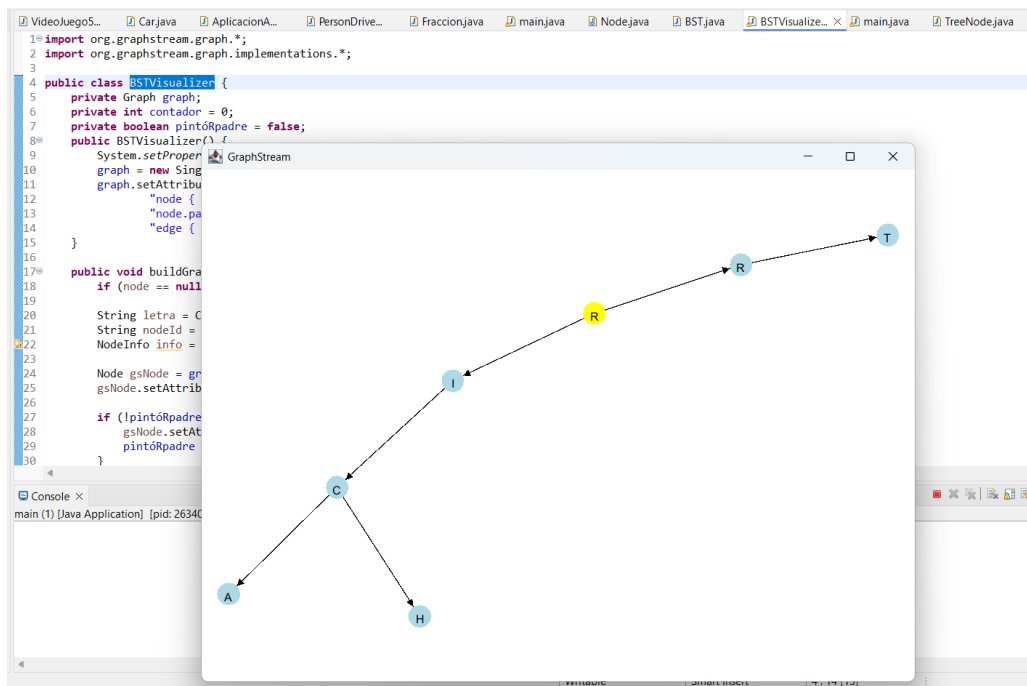 VideoJuego5... Car.java AplicacionA... PersonDrive... Fraccion.java main.java Node.java BST.java BSTVisualize... main.java TreeNode.java
1 import org.graphstream.graph.*;
2 import org.graphstream.graph.implementations.*;
3
4 public class BSTVisualizer {
5 private Graph graph;
6 private int contador = 0;
7 private boolean pintóRpadre = false;
8 public BSTVisualizer() {
9 System.setProper
10 graph = new Sing
11 graph.setAttribu
12 "node {
13 "node.pa
14 "edge {
15 }
16
17 public void buildGra
18 if (node == null
19
20 String letra = C
21 String nodeId =
22 NodeInfo info =
23
24 Node gsNode = gr
25 gsNode.setAttrib
26
27 if (!pintóRpadre
28 gsNode.setAt
29 pintóRpadre
30 }
GraphStream
T
R
R
I
C
A
H
Console
main (1) [Java Application] [pid: 26340
Writable Smart Insert 4 : 14 [13]